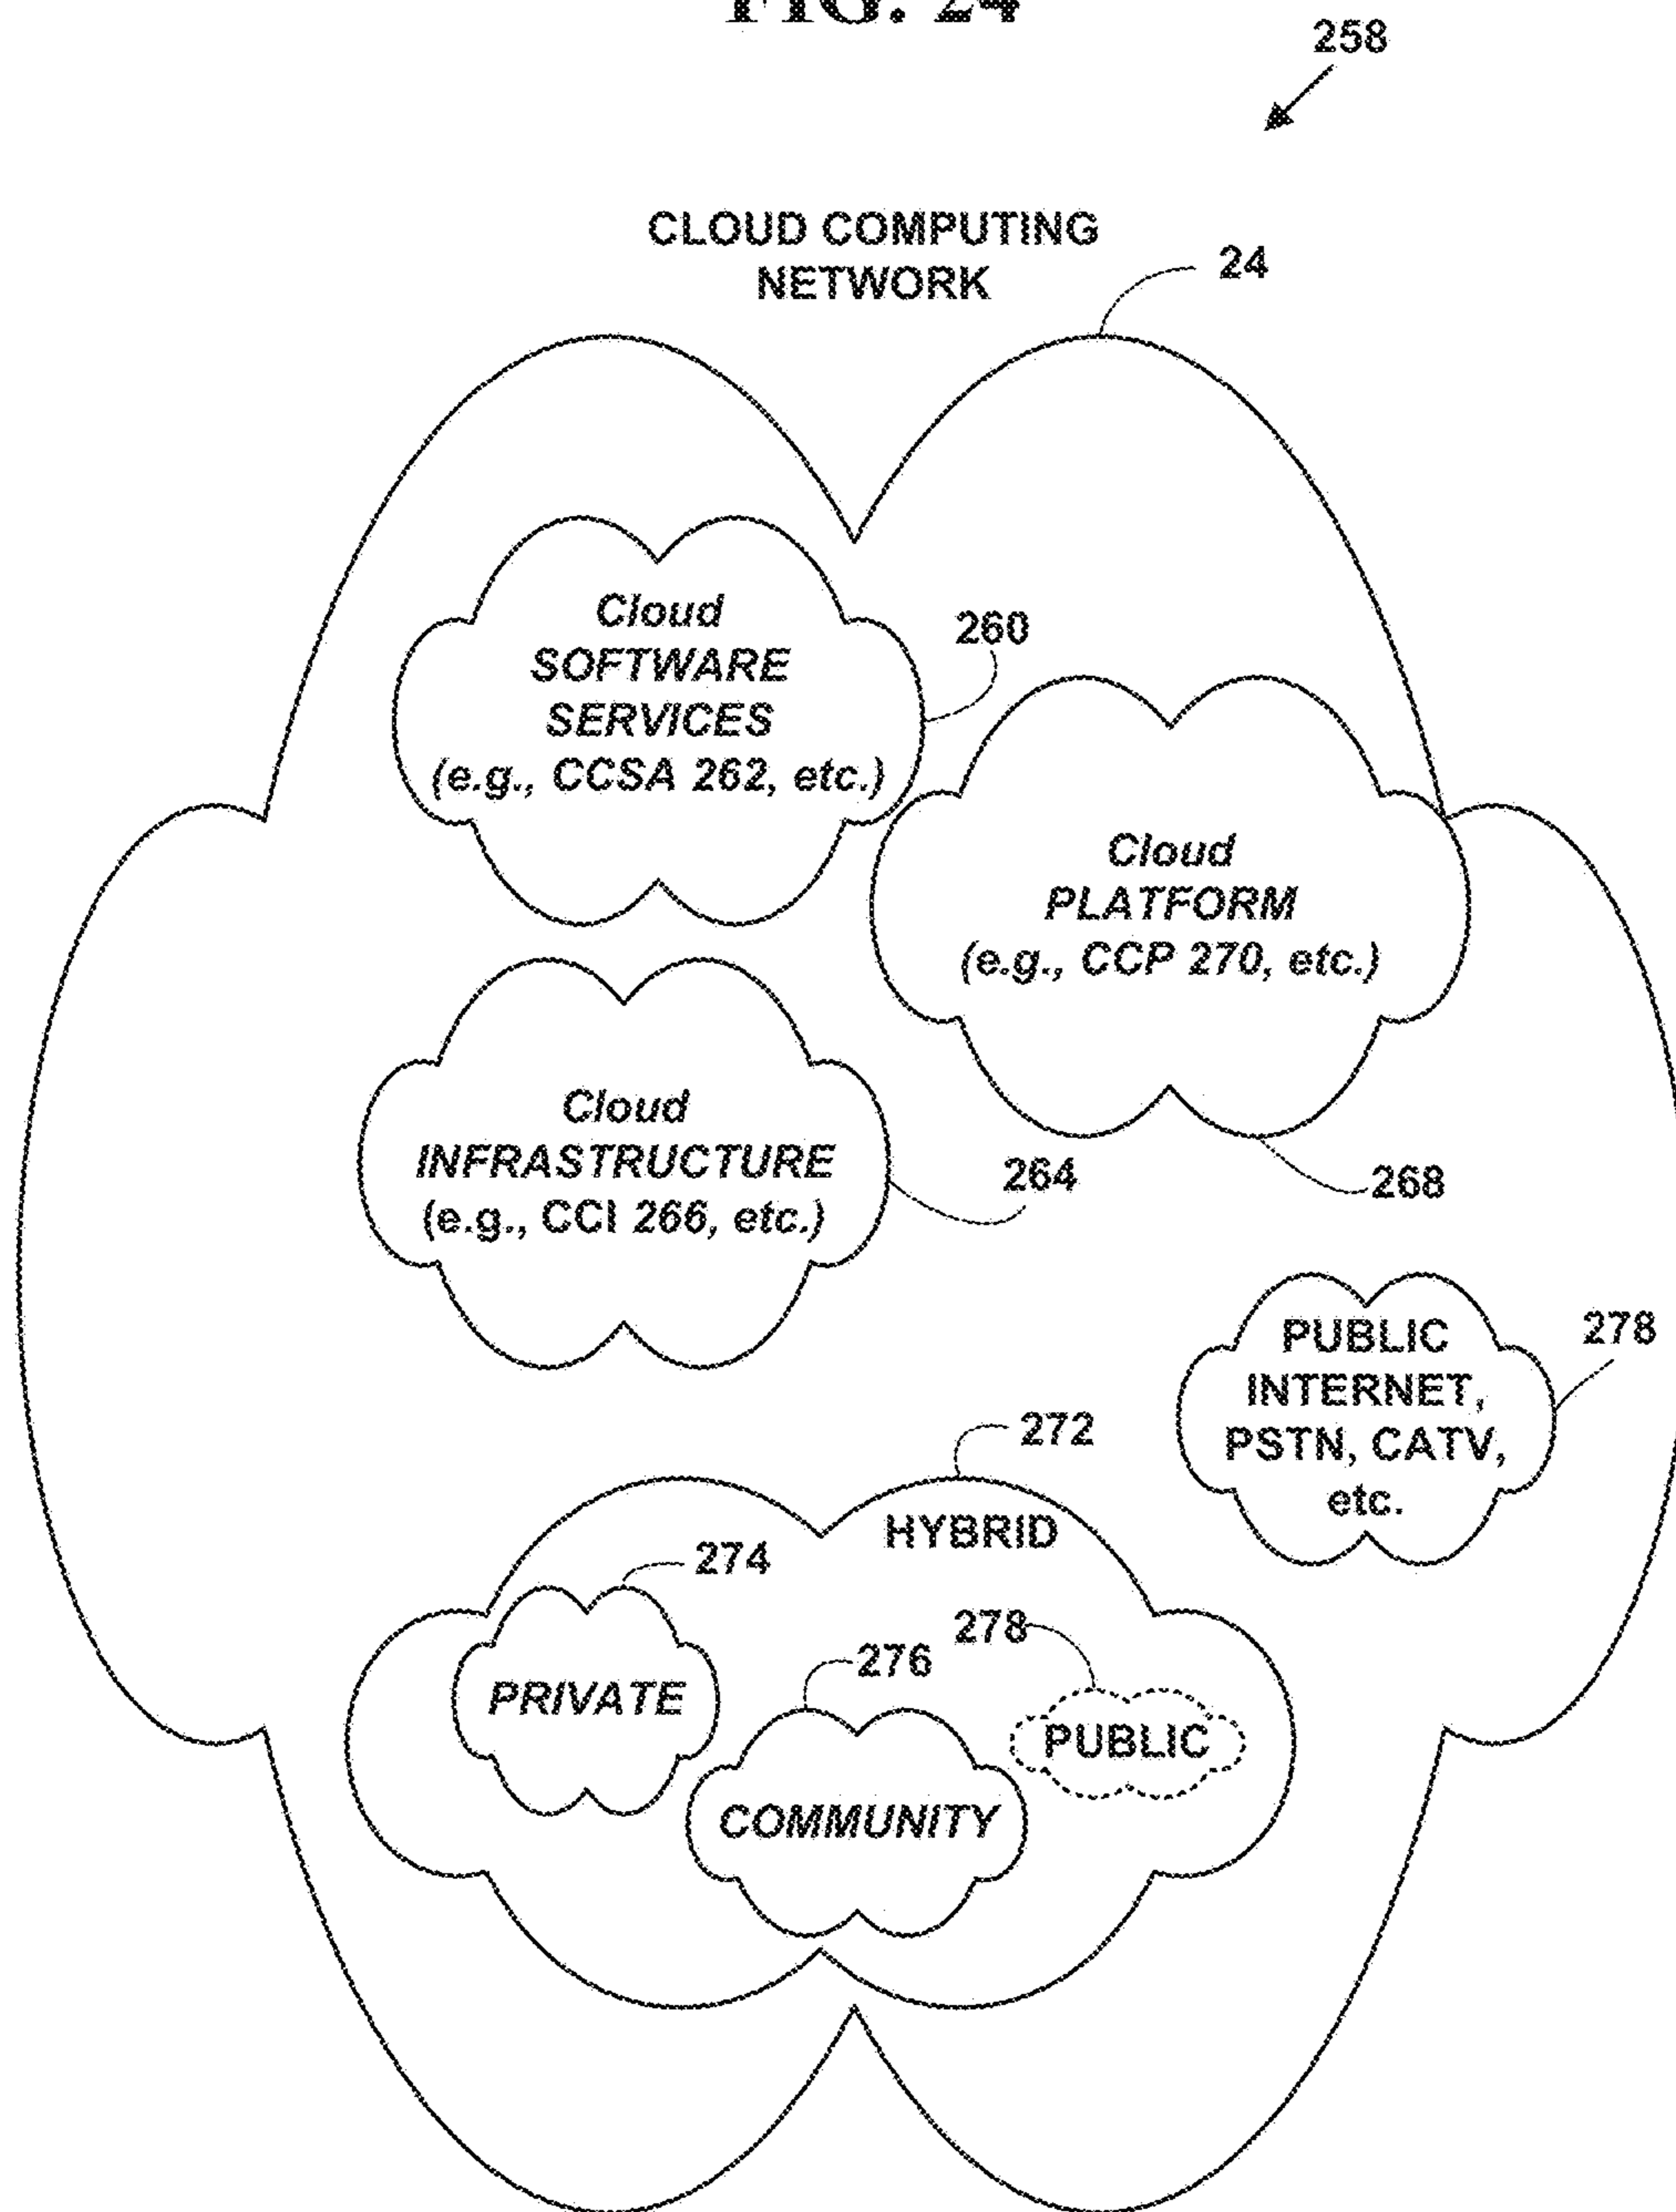 FIG. 24
258
CLOUD COMPUTING
NETWORK
24
Cloud
SOFTWARE
SERVICES
(e.g., CCSA 262, etc.)
260
Cloud
PLATFORM
(e.g., CCP 270, etc.)
Cloud
INFRASTRUCTURE
(e.g., CCI 266, etc.)
264
268
PUBLIC
INTERNET,
PSTN, CATV,
etc.
278
272
HYBRID
274
PRIVATE
276
COMMUNITY
278
PUBLIC